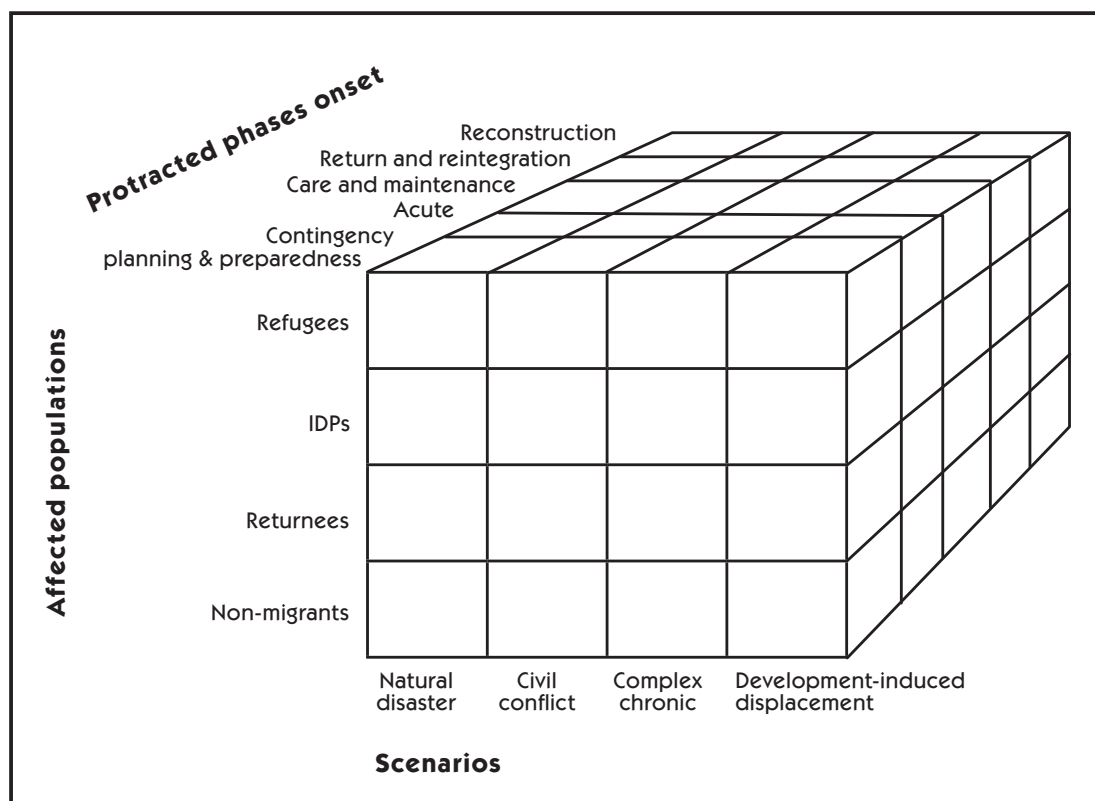 Protracted phases onset
Reconstruction
Return and reintegration
Care and maintenance
Acute
Contingency
planning & preparedness
Affected populations
Refugees
IDPs
Returnees
Non-migrants
Natural
disaster
Civil
conflict
Complex
chronic
Development-induced
displacement
Scenarios